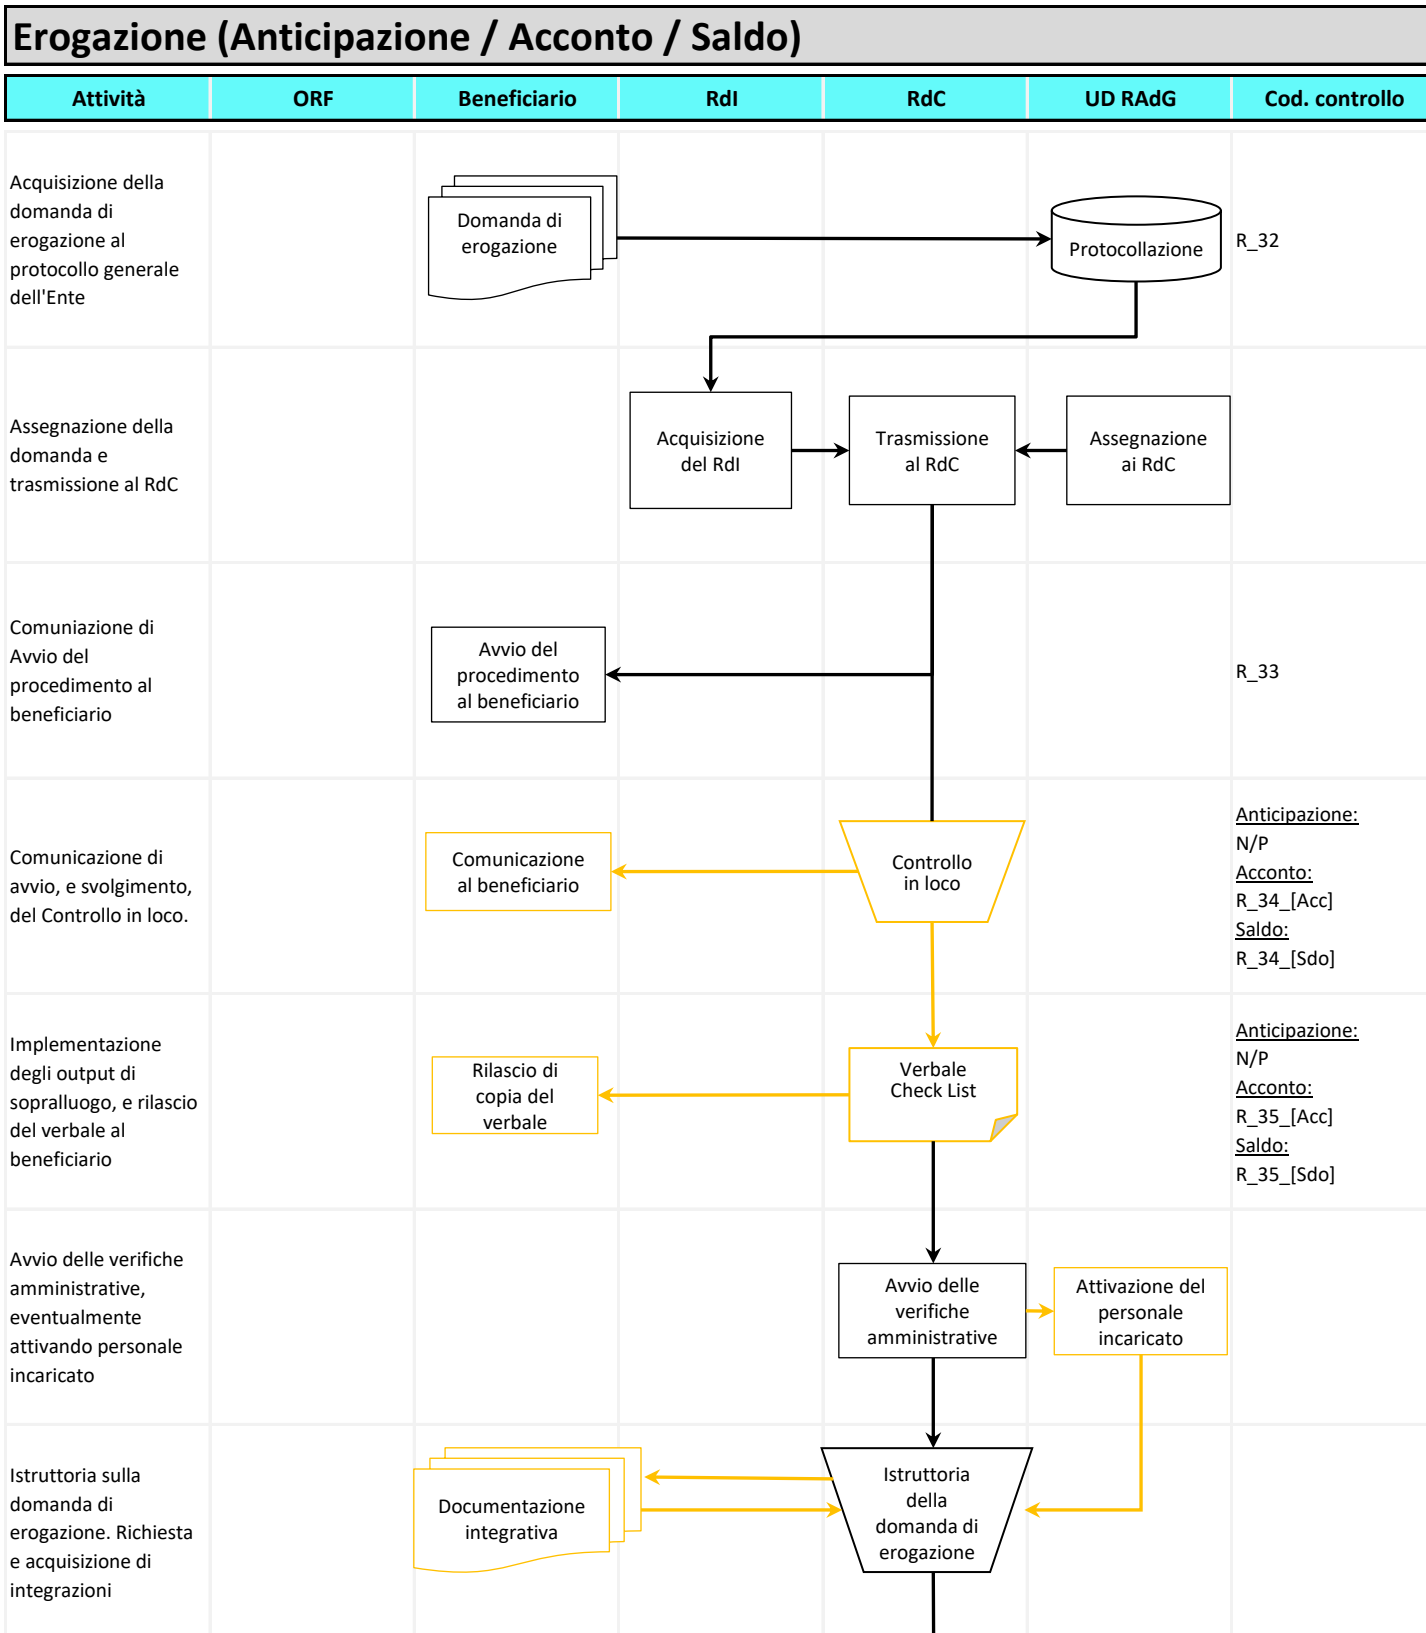 Erogazione (Anticipazione / Acconto / Saldo)
Attività ORF Beneficiario RdI RdC UD RAdG Cod. controllo
Acquisizione della
domanda di
erogazione al
protocollo generale
dell'Ente
Domanda di
erogazione
Protocollazione
R_32
Assegnazione della
domanda e
trasmissione al RdC
Acquisizione
del RdI
Trasmissione
al RdC
Assegnazione
ai RdC
Comuniazione di
Avvio del
procedimento al
beneficiario
Avvio del
procedimento
al beneficiario
R_33
Comunicazione di
avvio, e svolgimento,
del Controllo in loco.
Comunicazione
al beneficiario
Controllo
in loco
Anticipazione:
N/P
Acconto:
R_34_[Acc]
Saldo:
R_34_[Sdo]
Implementazione
degli output di
sopralluogo, e rilascio
del verbale al
beneficiario
Rilascio di
copia del
verbale
Verbale
Check List
Anticipazione:
N/P
Acconto:
R_35_[Acc]
Saldo:
R_35_[Sdo]
Avvio delle verifiche
amministrative,
eventualmente
attivando personale
incaricato
Avvio delle
verifiche
amministrative
Attivazione del
personale
incaricato
Istruttoria sulla
domanda di
erogazione. Richiesta
e acquisizione di
integrazioni
Documentazione
integrativa
Istruttoria
della
domanda di
erogazione